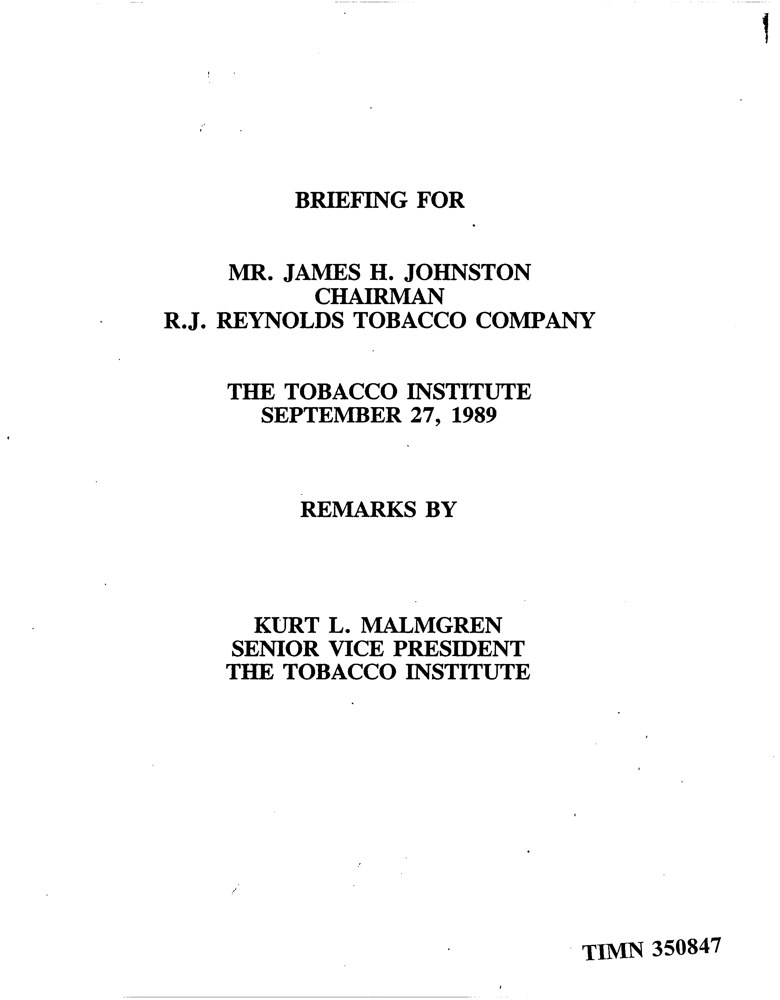 BRIEFING FOR
MR. JAMES H. JOHNSTON
CHAIRMAN
R.J. REYNOLDS TOBACCO COMPANY
THE TOBACCO INSTITUTE
SEPTEMBER 27, 1989
REMARKS BY
KURT L. MALMGREN
SENIOR VICE PRESIDENT
THE TOBACCO INSTITUTE
TIMN 350847